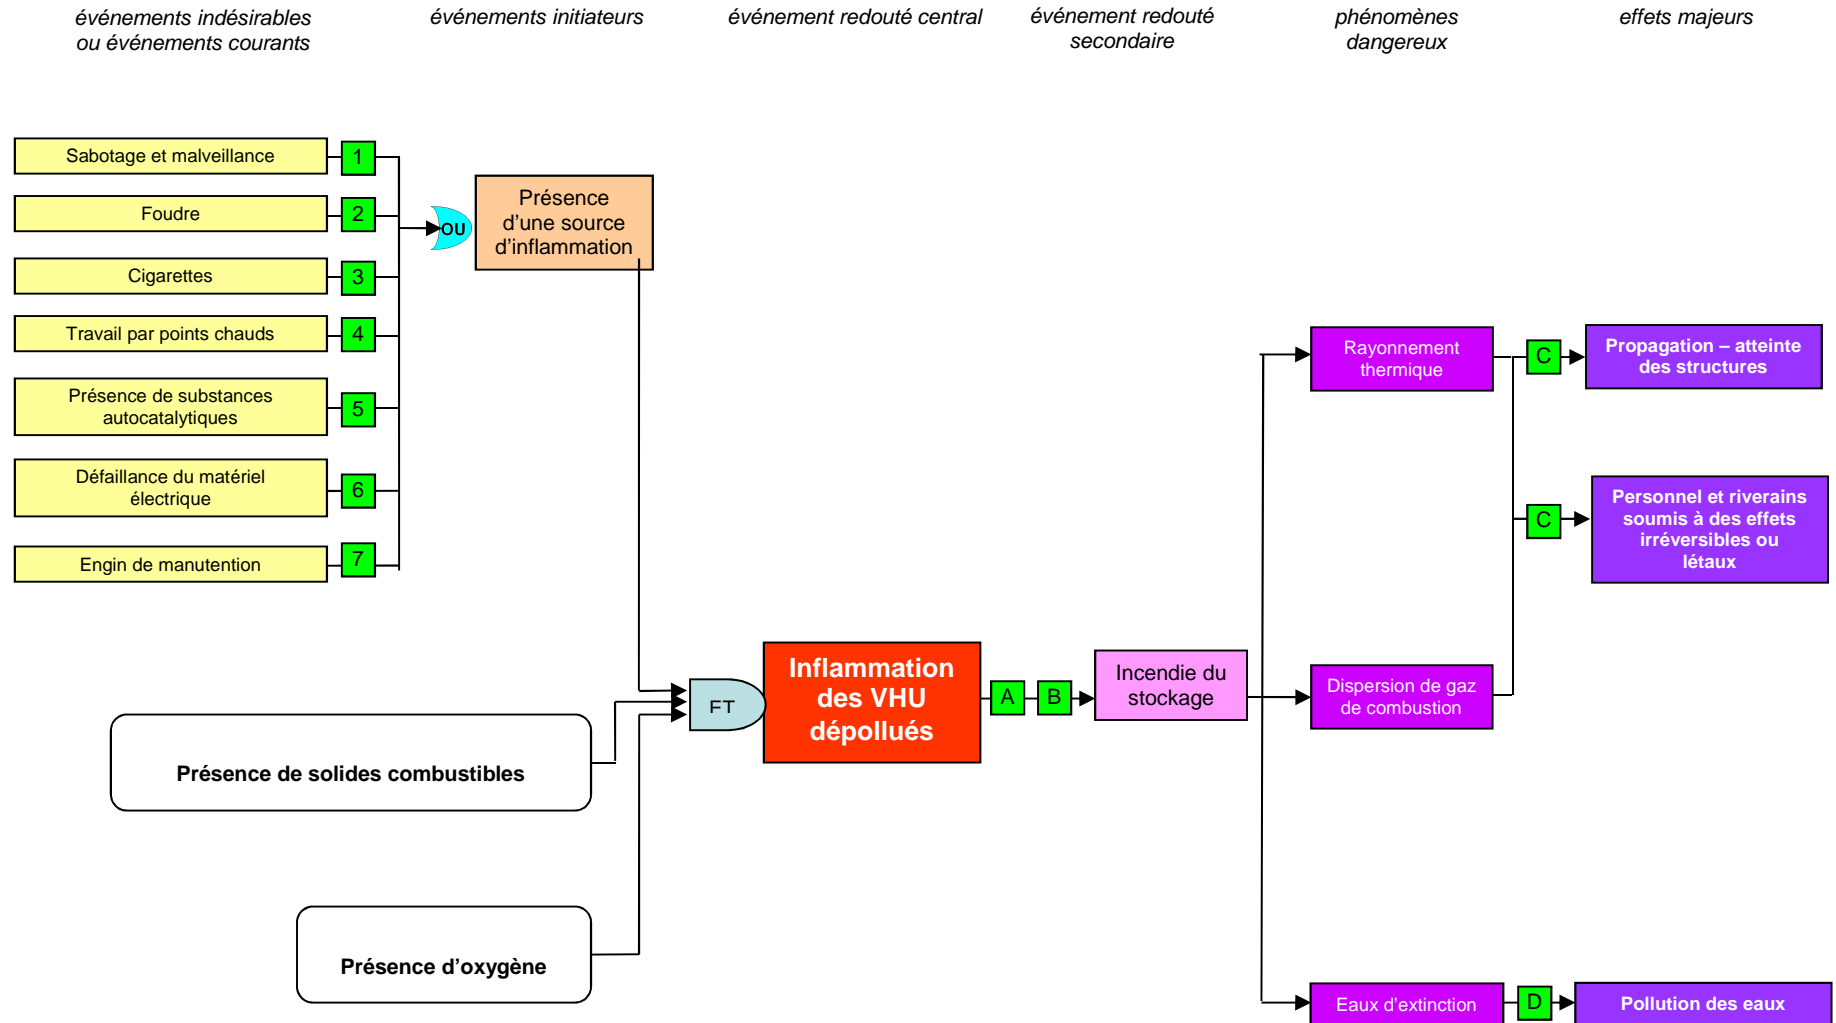 événements indésirables
ou événements courants
événements initiateurs
événement redouté central
événement redouté
secondaire
phénomènes
dangereux
effets majeurs
Sabotage et malveillance
1
Foudre
2
Cigarettes
3
Travail par points chauds
4
Présence de substances
autocatalytiques
5
Défaillance du matériel
électrique
6
Engin de manutention
7
OU
Présence
d'une source
d'inflammation
Présence de solides combustibles
Présence d'oxygène
ET
Inflammation
des VHU
dépollués
A
B
Incendie du
stockage
Rayonnement
thermique
C
Propagation – atteinte
des structures
C
Personnel et riverains
soumis à des effets
irréversibles ou
létaux
Dispersion de gaz
de combustion
Eaux d'extinction
D
Pollution des eaux